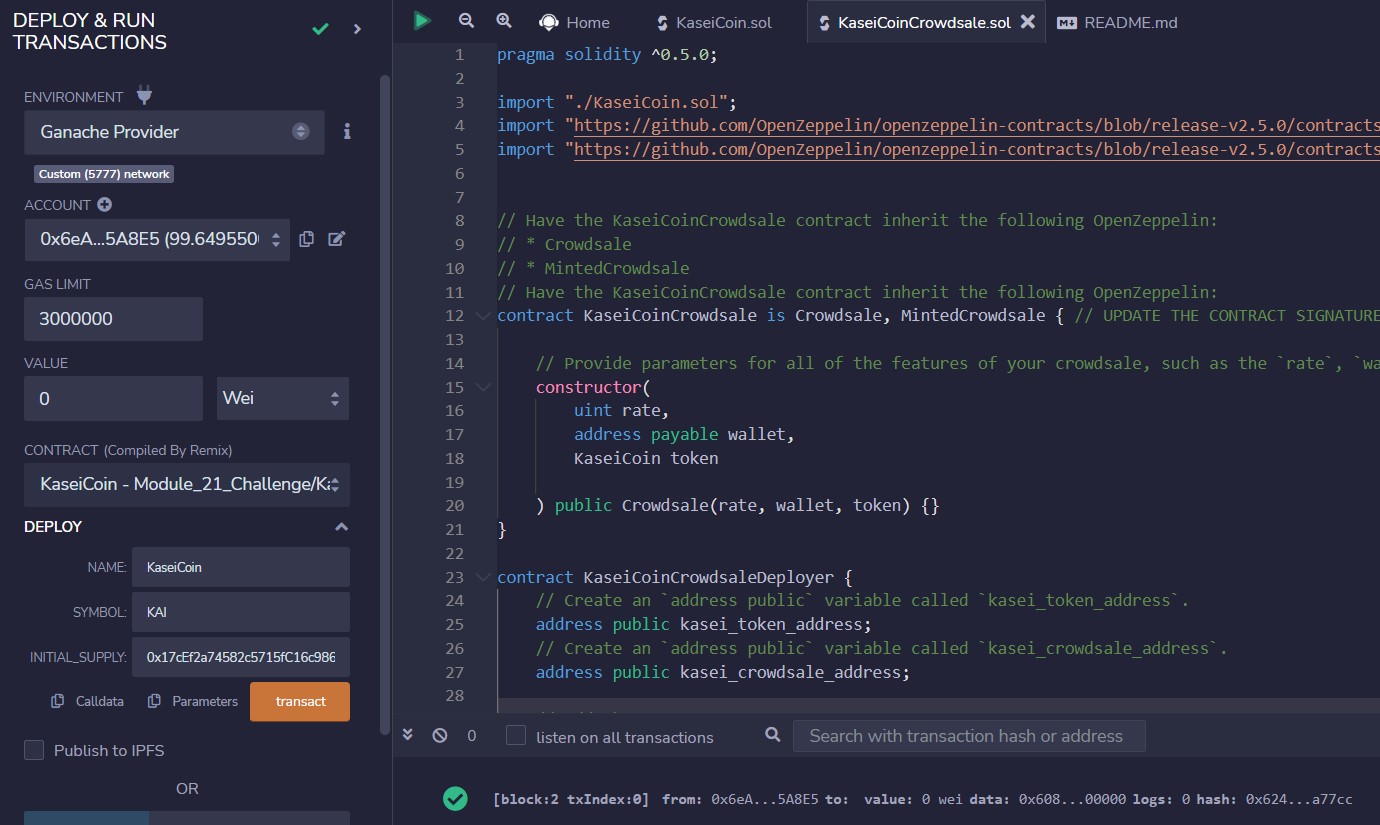 DEPLOY & RUN
TRANSACTIONS
ENVIRONMENT
Ganache Provider
Custom (5777) network
ACCOUNT
0x6eA...5A8E5 (99.649550
GAS LIMIT
3000000
VALUE
0
Wei
CONTRACT (Compiled By Remix)
KaseiCoin - Module_21_Challenge/Ka
DEPLOY
NAME:
KaseiCoin
SYMBOL:
KAI
INITIAL_SUPPLY:
0x17cEf2a74582c5715fC16c986
Calldata
Parameters
transact
Publish to IPFS
OR
Home
KaseiCoin.sol
KaseiCoinCrowdsale.sol
README.md
1 pragma solidity ^0.5.0;
2
3 import "./KaseiCoin.sol";
4 import "https://github.com/OpenZeppelin/openzeppelin-contracts/blob/release-v2.5.0/contracts
5 import "https://github.com/OpenZeppelin/openzeppelin-contracts/blob/release-v2.5.0/contracts
6
7
8 // Have the KaseiCoinCrowdsale contract inherit the following OpenZeppelin:
9 // * Crowdsale
10 // * MintedCrowdsale
11 // Have the KaseiCoinCrowdsale contract inherit the following OpenZeppelin:
12 contract KaseiCoinCrowdsale is Crowdsale, MintedCrowdsale { // UPDATE THE CONTRACT SIGNATURE
13
14 // Provide parameters for all of the features of your crowdsale, such as the `rate`, `wa
15 constructor(
16 uint rate,
17 address payable wallet,
18 KaseiCoin token
19
20 ) public Crowdsale(rate, wallet, token) {}
21 }
22
23 contract KaseiCoinCrowdsaleDeployer {
24 // Create an `address public` variable called `kasei_token_address`.
25 address public kasei_token_address;
26 // Create an `address public` variable called `kasei_crowdsale_address`.
27 address public kasei_crowdsale_address;
28
0
listen on all transactions
Search with transaction hash or address
[block:2 txIndex:0] from: 0x6eA...5A8E5 to: value: 0 wei data: 0x608...00000 logs: 0 hash: 0x624...a77cc